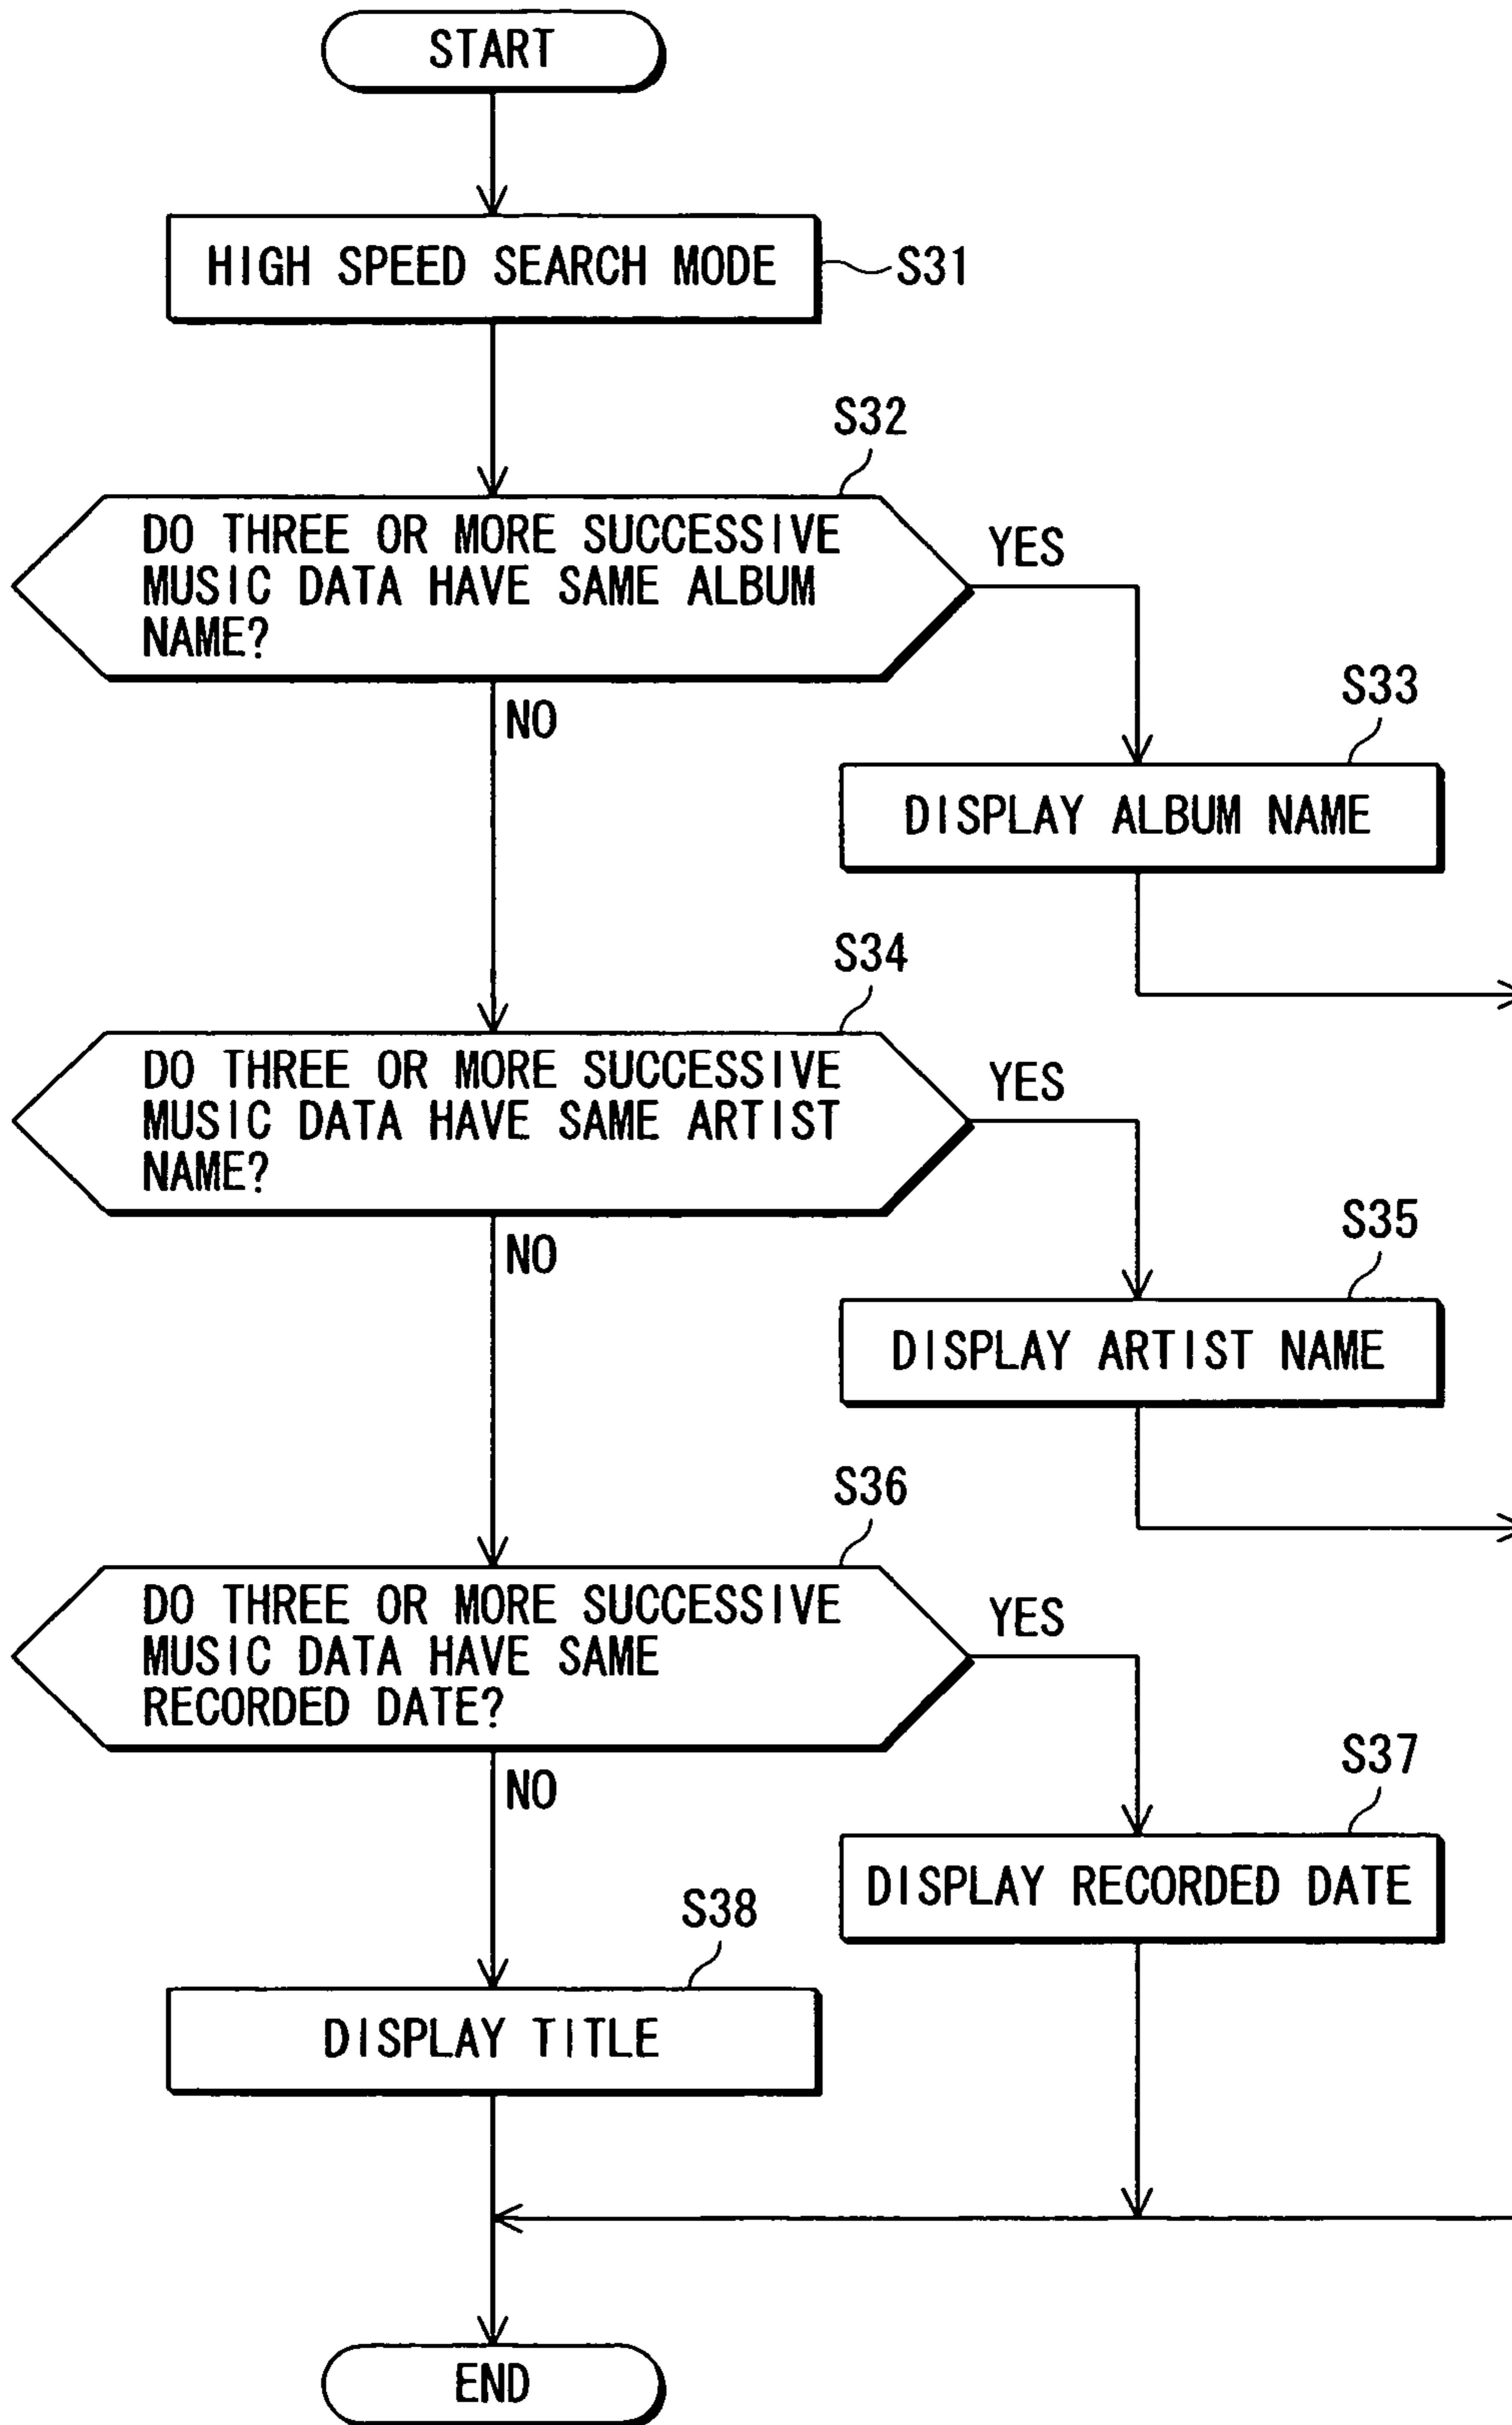 START
HIGH SPEED SEARCH MODE
S31
S32
DO THREE OR MORE SUCCESSIVE
MUSIC DATA HAVE SAME ALBUM
NAME?
YES
NO
S33
DISPLAY ALBUM NAME
S34
DO THREE OR MORE SUCCESSIVE
MUSIC DATA HAVE SAME ARTIST
NAME?
YES
NO
S35
DISPLAY ARTIST NAME
S36
DO THREE OR MORE SUCCESSIVE
MUSIC DATA HAVE SAME
RECORDED DATE?
YES
NO
S37
DISPLAY RECORDED DATE
S38
DISPLAY TITLE
END